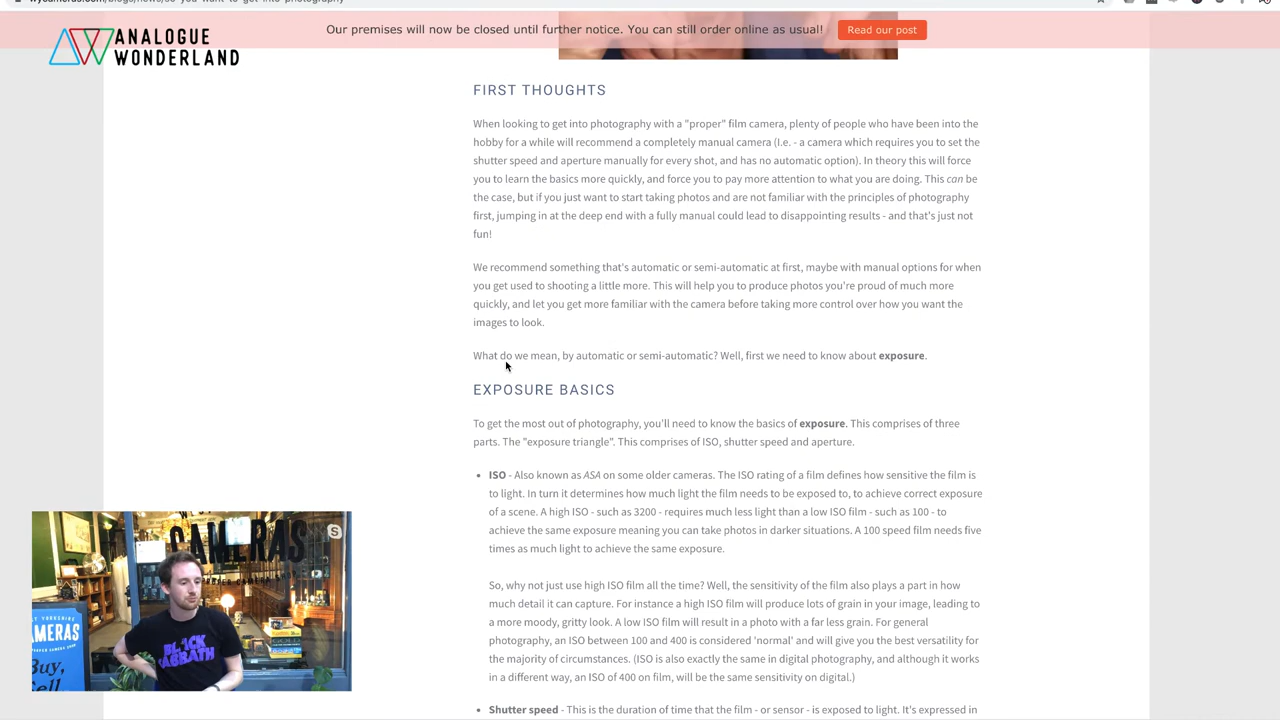 wycameras.com/blogs/news/so-you-want-to-get-into-photography
ANALOGUE
WONDERLAND
Our premises will now be closed until further notice. You can still order online as usual!
Read our post
FIRST THOUGHTS
When looking to get into photography with a "proper" film camera, plenty of people who have been into the
hobby for a while will recommend a completely manual camera (I.e. - a camera which requires you to set the
shutter speed and aperture manually for every shot, and has no automatic option). In theory this will force
you to learn the basics more quickly, and force you to pay more attention to what you are doing. This can be
the case, but if you just want to start taking photos and are not familiar with the principles of photography
first, jumping in at the deep end with a fully manual could lead to disappointing results - and that's just not
fun!
We recommend something that's automatic or semi-automatic at first, maybe with manual options for when
you get used to shooting a little more. This will help you to produce photos you're proud of much more
quickly, and let you get more familiar with the camera before taking more control over how you want the
images to look.
What do we mean, by automatic or semi-automatic? Well, first we need to know about exposure.
EXPOSURE BASICS
To get the most out of photography, you'll need to know the basics of exposure. This comprises of three
parts. The "exposure triangle". This comprises of ISO, shutter speed and aperture.
• ISO - Also known as ASA on some older cameras. The ISO rating of a film defines how sensitive the film is
to light. In turn it determines how much light the film needs to be exposed to, to achieve correct exposure
of a scene. A high ISO - such as 3200 - requires much less light than a low ISO film - such as 100 - to
achieve the same exposure meaning you can take photos in darker situations. A 100 speed film needs five
times as much light to achieve the same exposure.
So, why not just use high ISO film all the time? Well, the sensitivity of the film also plays a part in how
much detail it can capture. For instance a high ISO film will produce lots of grain in your image, leading to
a more moody, gritty look. A low ISO film will result in a photo with a far less grain. For general
photography, an ISO between 100 and 400 is considered 'normal' and will give you the best versatility for
the majority of circumstances. (ISO is also exactly the same in digital photography, and although it works
in a different way, an ISO of 400 on film, will be the same sensitivity on digital.)
• Shutter speed - This is the duration of time that the film - or sensor - is exposed to light. It's expressed in
CAMERAS
BLACK
SABBATH
YORKSHIRE
CAMERAS
Buy,
Sell,